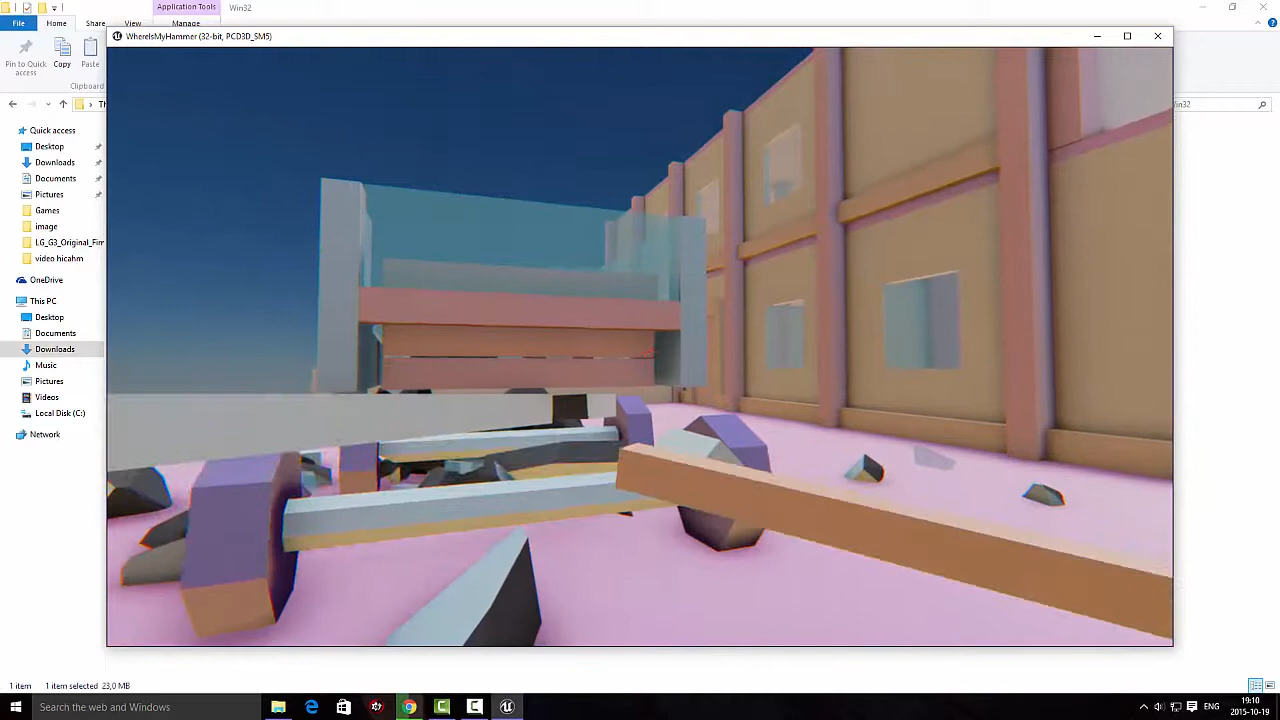 Application Tools
Win32
File
Home
Share
View
Manage
WhereIsMyHammer (32-bit, PCD3D_SM5)
Pin to Quick
access
Copy
Paste
Clipboard
Quick access
Desktop
Downloads
Documents
Pictures
Games
image
LG_G3_Original_Fir
video hicahm
OneDrive
This PC
Desktop
Documents
Downloads
Music
Pictures
Videos
Local Disk (C:)
Network
1 item
1 item selected 23,0 MB
Search the web and Windows
ENG
19:10
2015-10-19